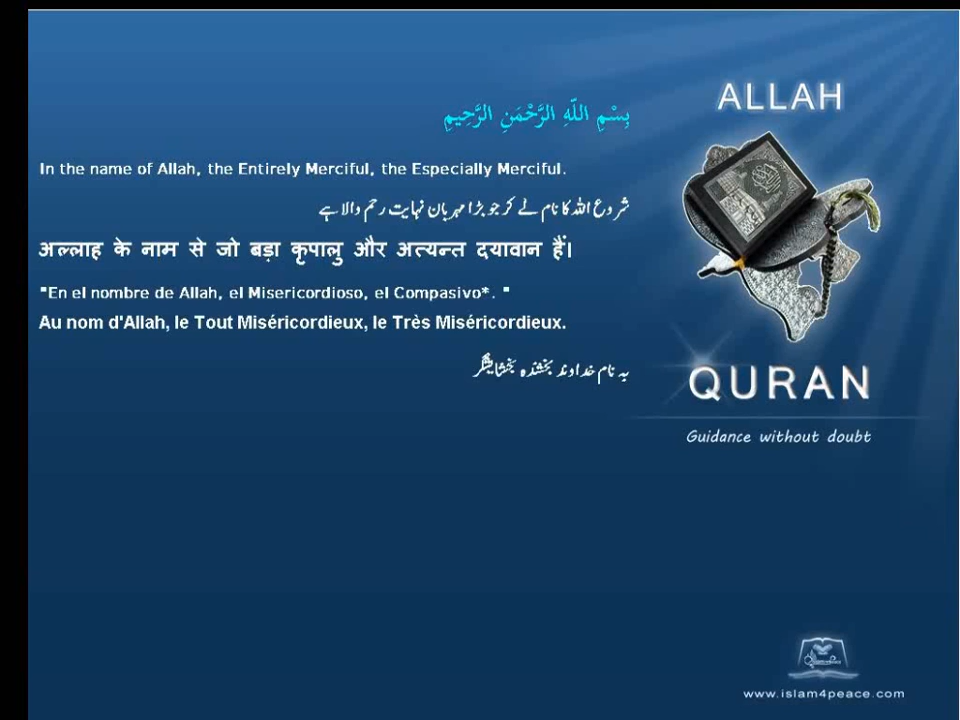 بِسْمِ اللَّهِ الرَّحْمَنِ الرَّحِيمِ
In the name of Allah, the Entirely Merciful, the Especially Merciful.
شروع اللہ کا نام لے کر جو بڑا مہربان نہایت رحم والا ہے
अल्लाह के नाम से जो बड़ा कृपालु और अत्यन्त दयावान हैं।
"En el nombre de Allah, el Misericordioso, el Compasivo*. "
Au nom d'Allah, le Tout Miséricordieux, le Très Miséricordieux.
به نام خداوند بخشنده بخشایشگر
ALLAH
QURAN
Guidance without doubt
www.islam4peace.com